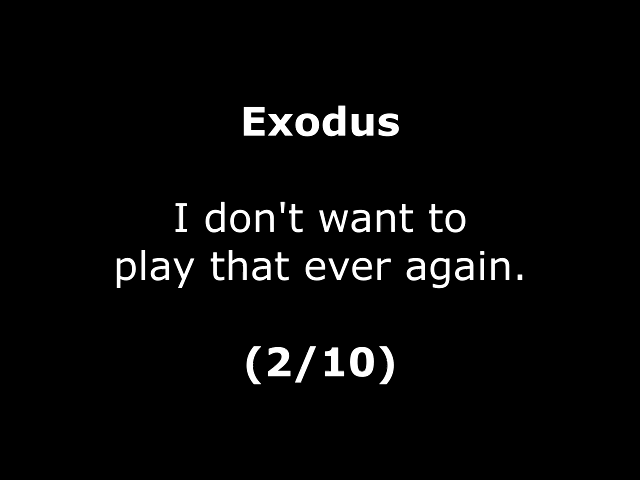 Exodus
I don't want to
play that ever again.
(2/10)